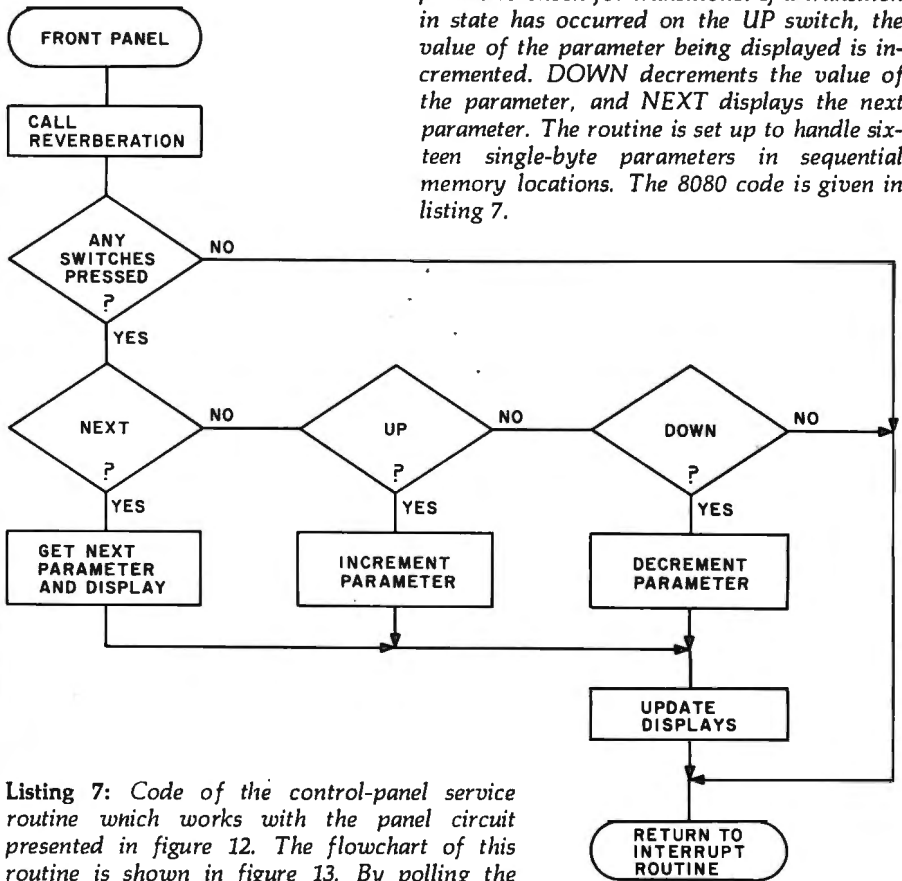 in state has occurred on the UP switch, the
value of the parameter being displayed is in-
cremented. DOWN decrements the value of
the parameter, and NEXT displays the next
parameter. The routine is set up to handle six-
teen single-byte parameters in sequential
memory locations. The 8080 code is given in
listing 7.
FRONT PANEL
CALL
REVERBERATION
ANY
SWITCHES
PRESSED
?
NO
YES
NEXT
?
NO
YES
UP
?
NO
YES
DOWN
?
NO
YES
GET NEXT
PARAMETER
AND DISPLAY
INCREMENT
PARAMETER
DECREMENT
PARAMETER
UPDATE
DISPLAYS
RETURN TO
INTERRUPT
ROUTINE
Listing 7: Code of the control-panel service
routine which works with the panel circuit
presented in figure 12. The flowchart of this
routine is shown in figure 13. By polling the